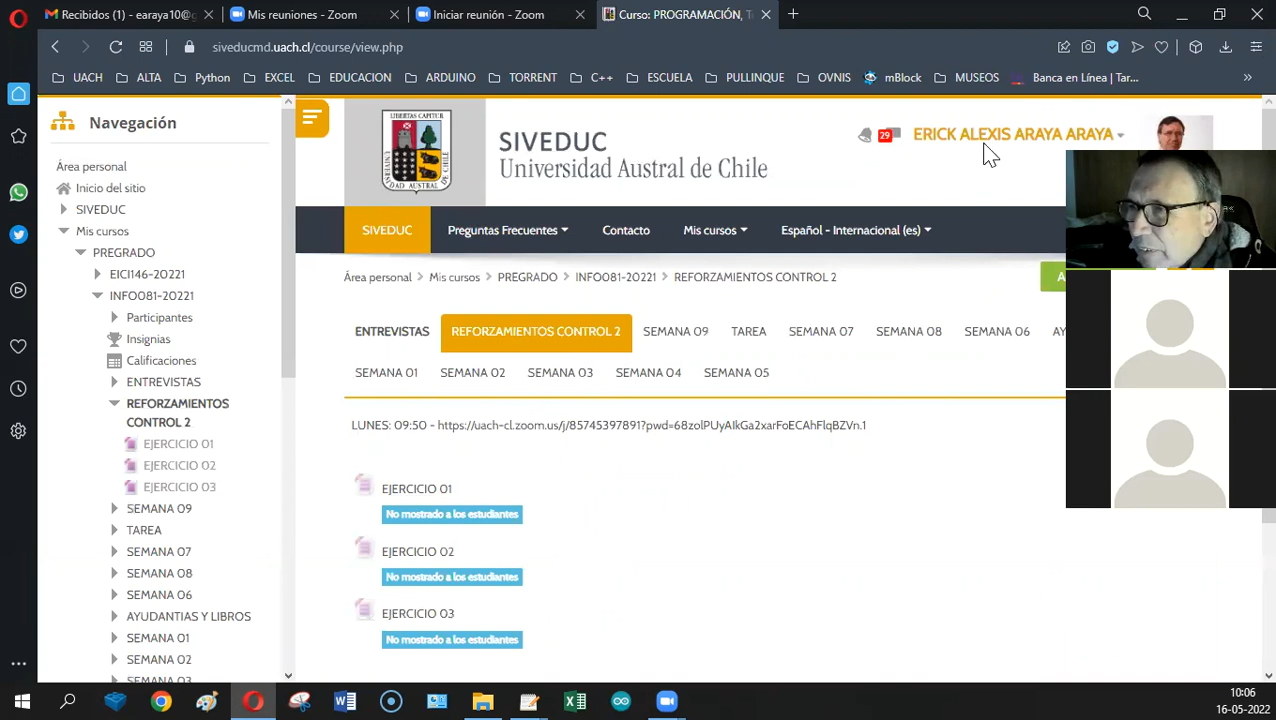 Recibidos (1) - earaya10@g
Mis reuniones - Zoom
Iniciar reunión - Zoom
Curso: PROGRAMACIÓN, T
siveducmd.uach.cl/course/view.php
UACH
ALTA
Python
EXCEL
EDUCACION
ARDUINO
TORRENT
C++
ESCUELA
PULLINQUE
OVNIS
mBlock
MUSEOS
Banca en Línea | Tar...
Navegación
Área personal
Inicio del sitio
SIVEDUC
Mis cursos
PREGRADO
EICI146-20221
INFO081-20221
Participantes
Insignias
Calificaciones
ENTREVISTAS
REFORZAMIENTOS
CONTROL 2
EJERCICIO 01
EJERCICIO 02
EJERCICIO 03
SEMANA 09
TAREA
SEMANA 07
SEMANA 08
SEMANA 06
AYUDANTIAS Y LIBROS
SEMANA 01
SEMANA 02
SEMANA 03
LIBERTAS CAPITUR
SIVEDUC
Universidad Austral de Chile
29
ERICK ALEXIS ARAYA ARAYA
SIVEDUC
Preguntas Frecuentes
Contacto
Mis cursos
Español - Internacional (es)
Área personal
Mis cursos
PREGRADO
INFO081-20221
REFORZAMIENTOS CONTROL 2
A
ENTREVISTAS
REFORZAMIENTOS CONTROL 2
SEMANA 09
TAREA
SEMANA 07
SEMANA 08
SEMANA 06
AY
SEMANA 01
SEMANA 02
SEMANA 03
SEMANA 04
SEMANA 05
LUNES: 09:50 - https://uach-cl.zoom.us/j/85745397891?pwd=68zolPUyAIkGa2xarFoECAhFlqBZVn.1
EJERCICIO 01
No mostrado a los estudiantes
EJERCICIO 02
No mostrado a los estudiantes
EJERCICIO 03
No mostrado a los estudiantes
10:06
16-05-2022